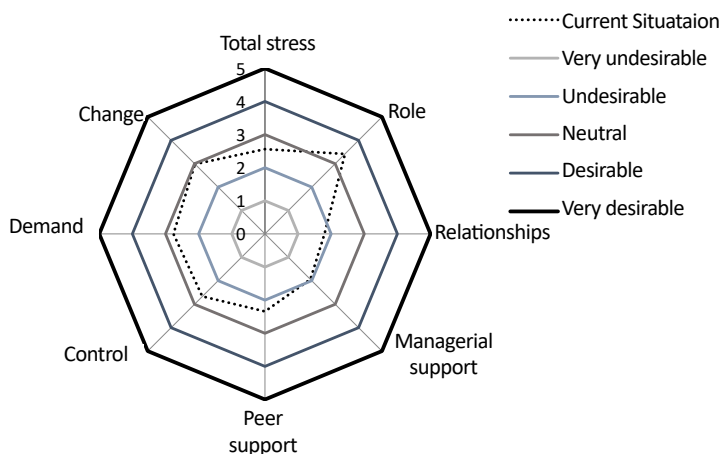 Total stress
Role
Relationships
Managerial
support
Peer
support
Control
Demand
Change
5
4
3
2
1
0
Current Situataion
Very undesirable
Undesirable
Neutral
Desirable
Very desirable